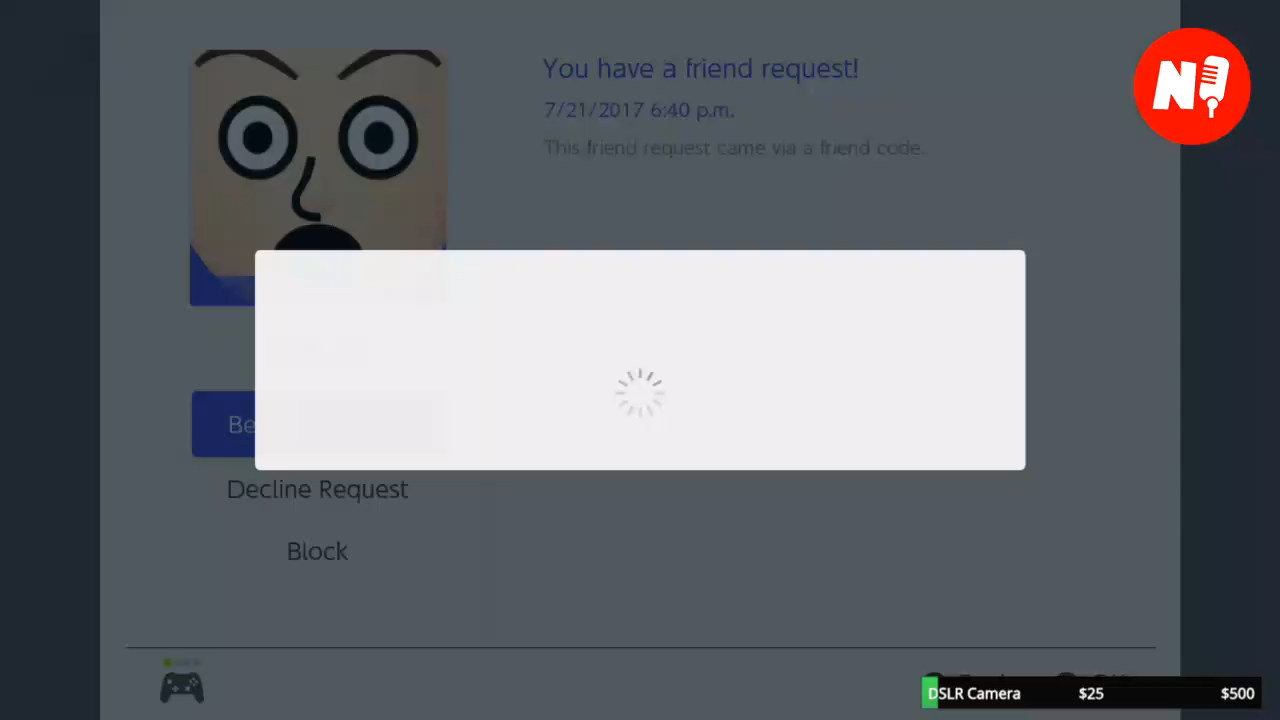 You have a friend request!
7/21/2017 6:40 p.m.
This friend request came via a friend code.
Be
Decline Request
Block
N
DSLR Camera $25 $500